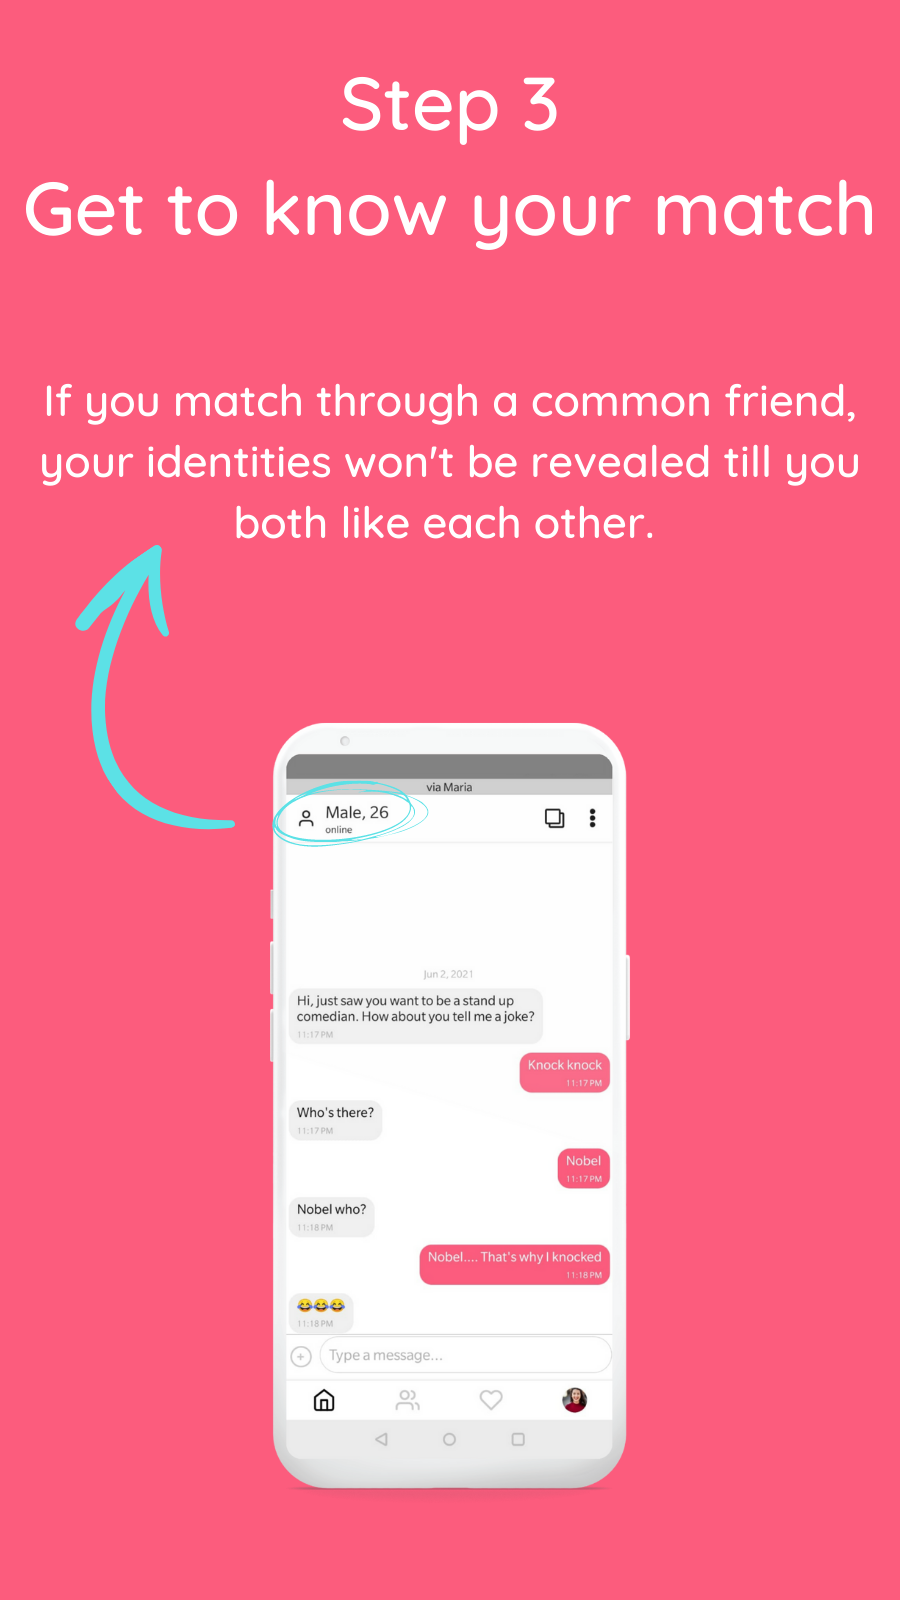 Step 3
Get to know your match
If you match through a common friend,
your identities won't be revealed till you
both like each other.
via Maria
Male, 26
online
Jun 2, 2021
Hi, just saw you want to be a stand up
comedian. How about you tell me a joke?
11:17 PM
Knock knock
11:17 PM
Who's there?
11:17 PM
Nobel
11:17 PM
Nobel who?
11:18 PM
Nobel.... That's why I knocked
11:18 PM
😂😂😂
11:18 PM
Type a message...